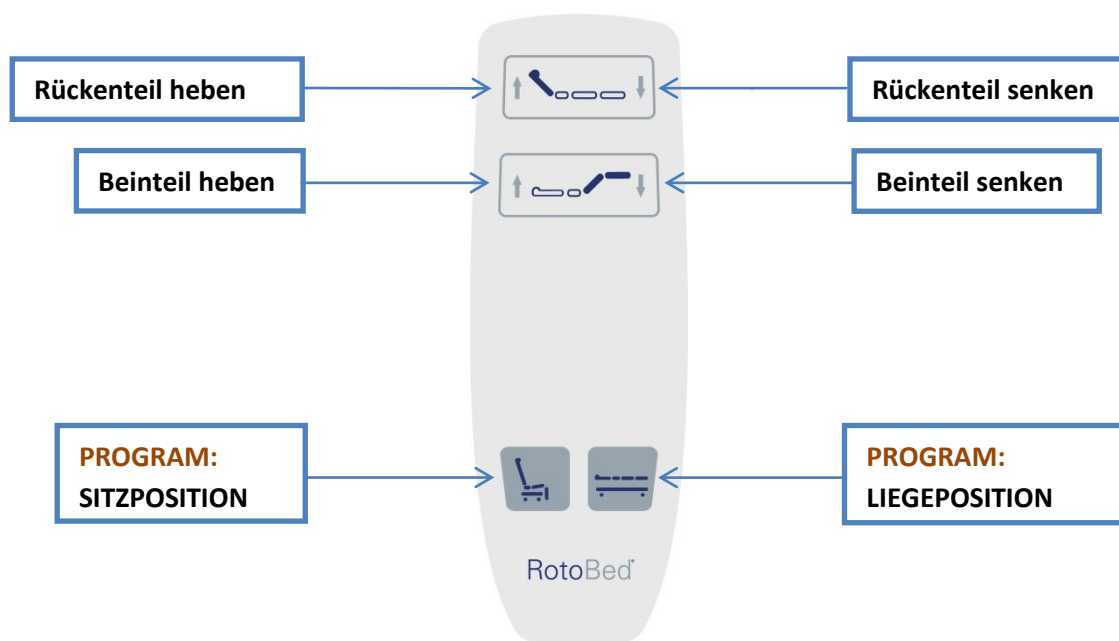 Rückenteil heben
Rückenteil senken
Beinteil heben
Beinteil senken
PROGRAM:
SITZPOSITION
PROGRAM:
LIEGEPOSITION
RotoBed